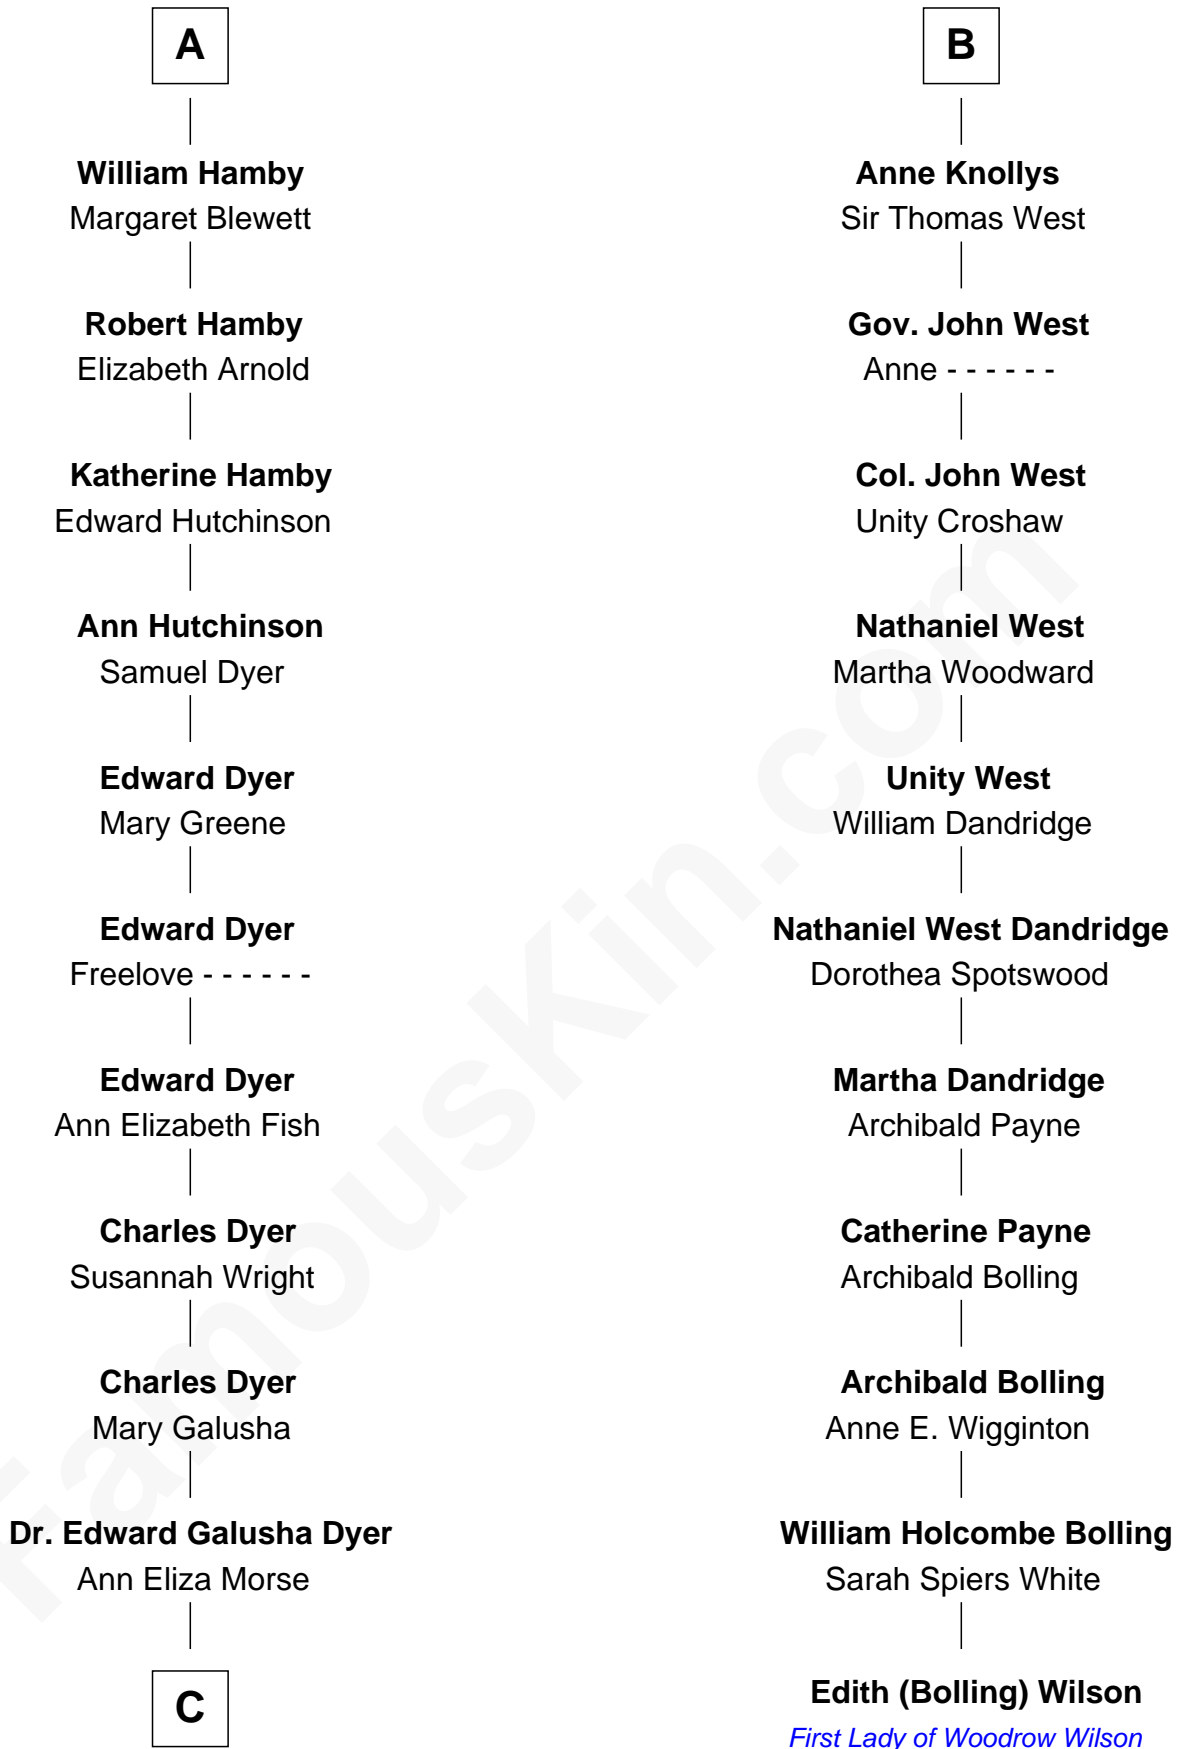 A
William Hamby
Margaret Blewett
Robert Hamby
Elizabeth Arnold
Katherine Hamby
Edward Hutchinson
Ann Hutchinson
Samuel Dyer
Edward Dyer
Mary Greene
Edward Dyer
Freelove - - - - - -
Edward Dyer
Ann Elizabeth Fish
Charles Dyer
Susannah Wright
Charles Dyer
Mary Galusha
Dr. Edward Galusha Dyer
Ann Eliza Morse
C
B
Anne Knollys
Sir Thomas West
Gov. John West
Anne - - - - - -
Col. John West
Unity Croshaw
Nathaniel West
Martha Woodward
Unity West
William Dandridge
Nathaniel West Dandridge
Dorothea Spotswood
Martha Dandridge
Archibald Payne
Catherine Payne
Archibald Bolling
Archibald Bolling
Anne E. Wigginton
William Holcombe Bolling
Sarah Spiers White
Edith (Bolling) Wilson
First Lady of Woodrow Wilson
FamousKin.com